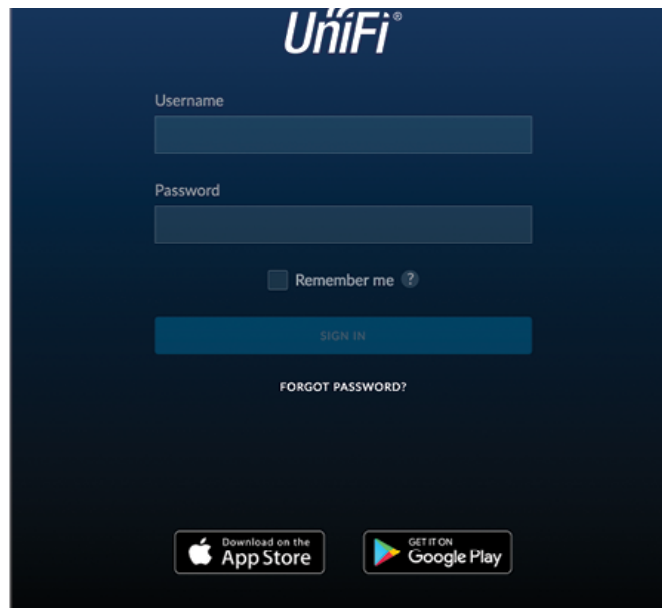 UniFi®
Username
Password
Remember me ?
SIGN IN
FORGOT PASSWORD?
Download on the
App Store
GET IT ON
Google Play